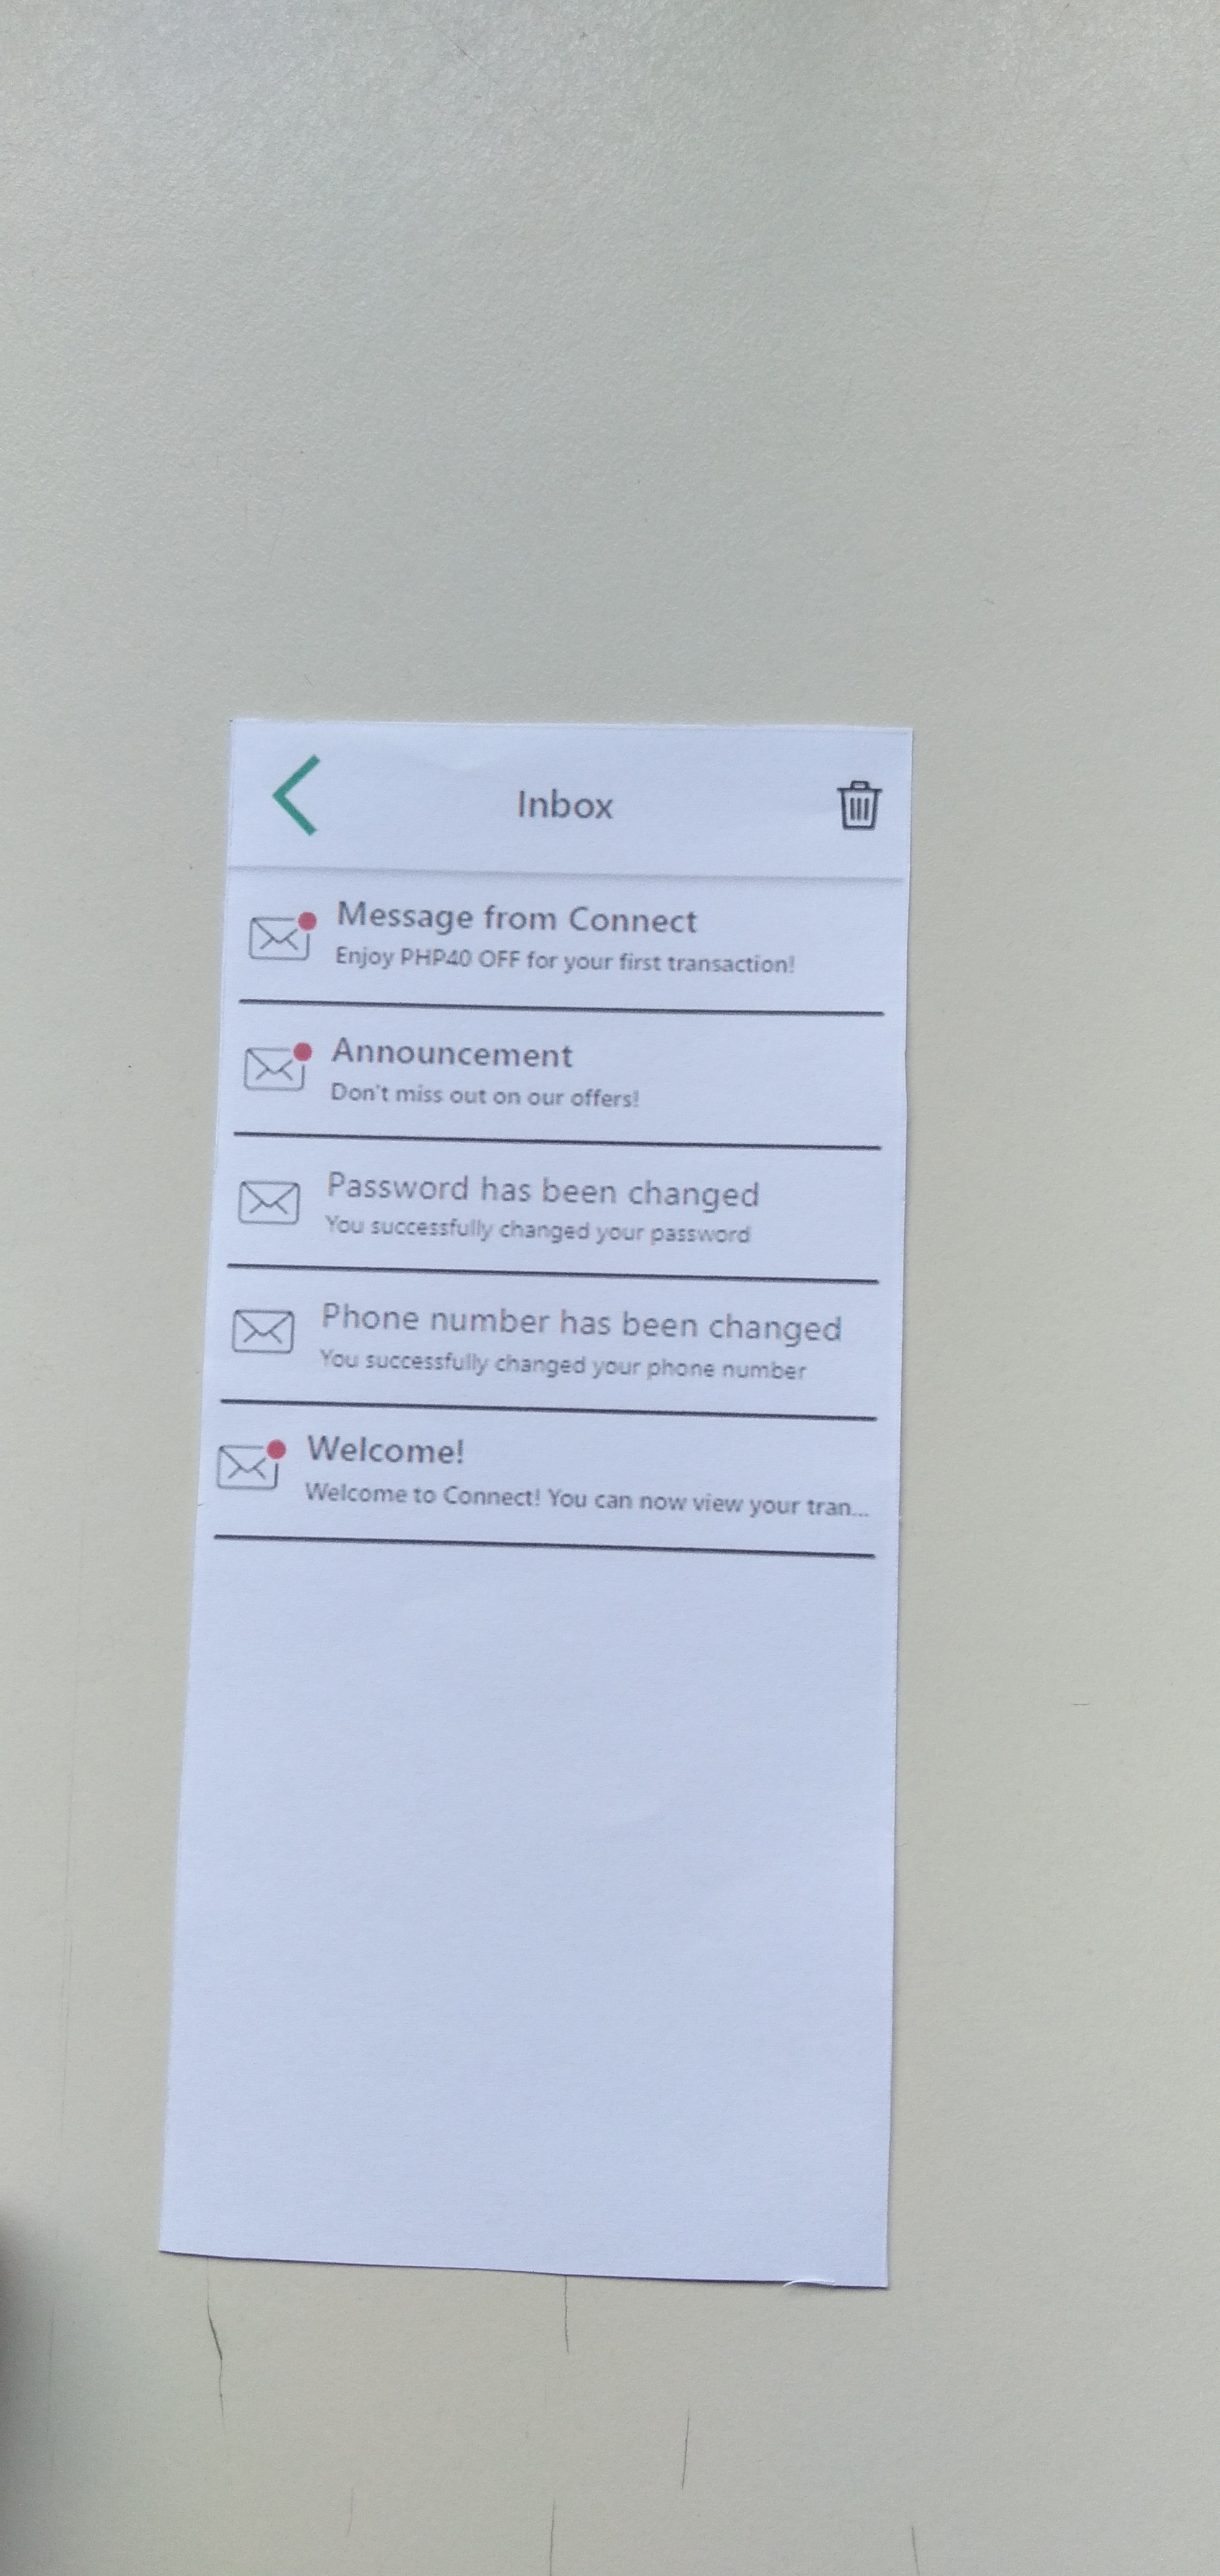 Inbox
Message from Connect
Enjoy PHP40 OFF for your first transaction!
Announcement
Don't miss out on our offers!
Password has been changed
You successfully changed your password
Phone number has been changed
You successfully changed your phone number
Welcome!
Welcome to Connect! You can now view your tran...